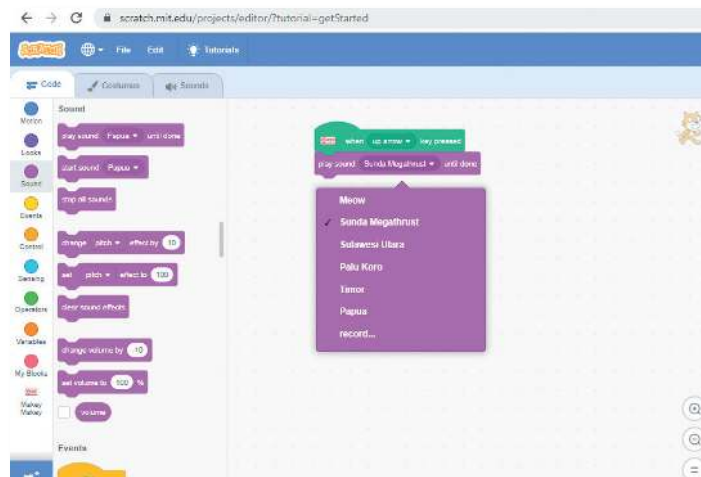 scratch.mit.edu/projects/editor/?tutorial=getStarted
SCRATCH File Edit Tutorials
Code Costumes Sounds
Motion
Looks
Sound
Events
Control
Sensing
Operators
Variables
My Blocks
Makey Makey
Sound
play sound Papua until done
start sound Papua
stop all sounds
change pitch effect by 10
set pitch effect to 100
clear sound effects
change volume by -10
set volume to 100 %
volume
Events
when up arrow key pressed
play sound Sunda Megathrust until done
Meow
✓ Sunda Megathrust
Sulawesi Utara
Palu Koro
Timor
Papua
record...